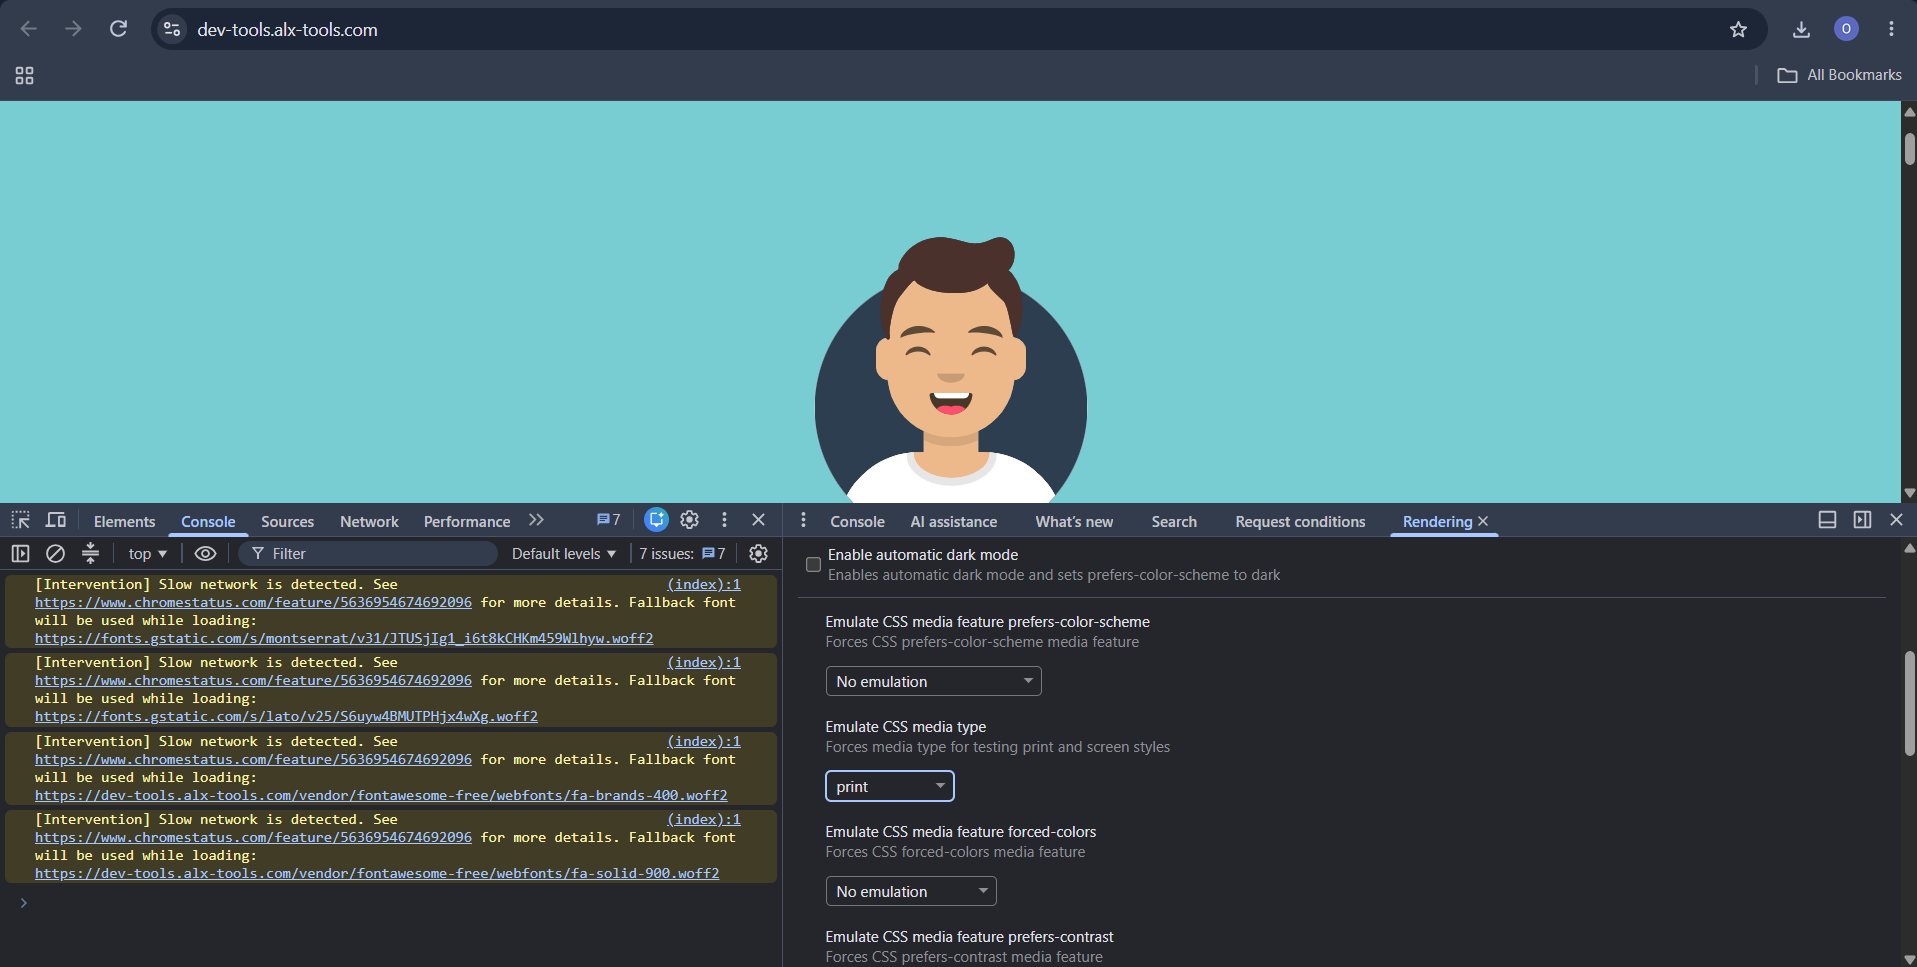 dev-tools.alx-tools.com
O
All Bookmarks
Elements
Console
Sources
Network
Performance
7
Console
AI assistance
What's new
Search
Request conditions
Rendering
top
Filter
Default levels
7 issues:
7
[Intervention] Slow network is detected. See
(index):1
https://www.chromestatus.com/feature/5636954674692096 for more details. Fallback font
will be used while loading:
https://fonts.gstatic.com/s/montserrat/v31/JTUSjIg1_i6t8kCHKm459Wlhyw.woff2
[Intervention] Slow network is detected. See
(index):1
https://www.chromestatus.com/feature/5636954674692096 for more details. Fallback font
will be used while loading:
https://fonts.gstatic.com/s/lato/v25/S6uyw4BMUTPHjx4wXg.woff2
[Intervention] Slow network is detected. See
(index):1
https://www.chromestatus.com/feature/5636954674692096 for more details. Fallback font
will be used while loading:
https://dev-tools.alx-tools.com/vendor/fontawesome-free/webfonts/fa-brands-400.woff2
[Intervention] Slow network is detected. See
(index):1
https://www.chromestatus.com/feature/5636954674692096 for more details. Fallback font
will be used while loading:
https://dev-tools.alx-tools.com/vendor/fontawesome-free/webfonts/fa-solid-900.woff2
Enable automatic dark mode
Enables automatic dark mode and sets prefers-color-scheme to dark
Emulate CSS media feature prefers-color-scheme
Forces CSS prefers-color-scheme media feature
No emulation
Emulate CSS media type
Forces media type for testing print and screen styles
print
Emulate CSS media feature forced-colors
Forces CSS forced-colors media feature
No emulation
Emulate CSS media feature prefers-contrast
Forces CSS prefers-contrast media feature